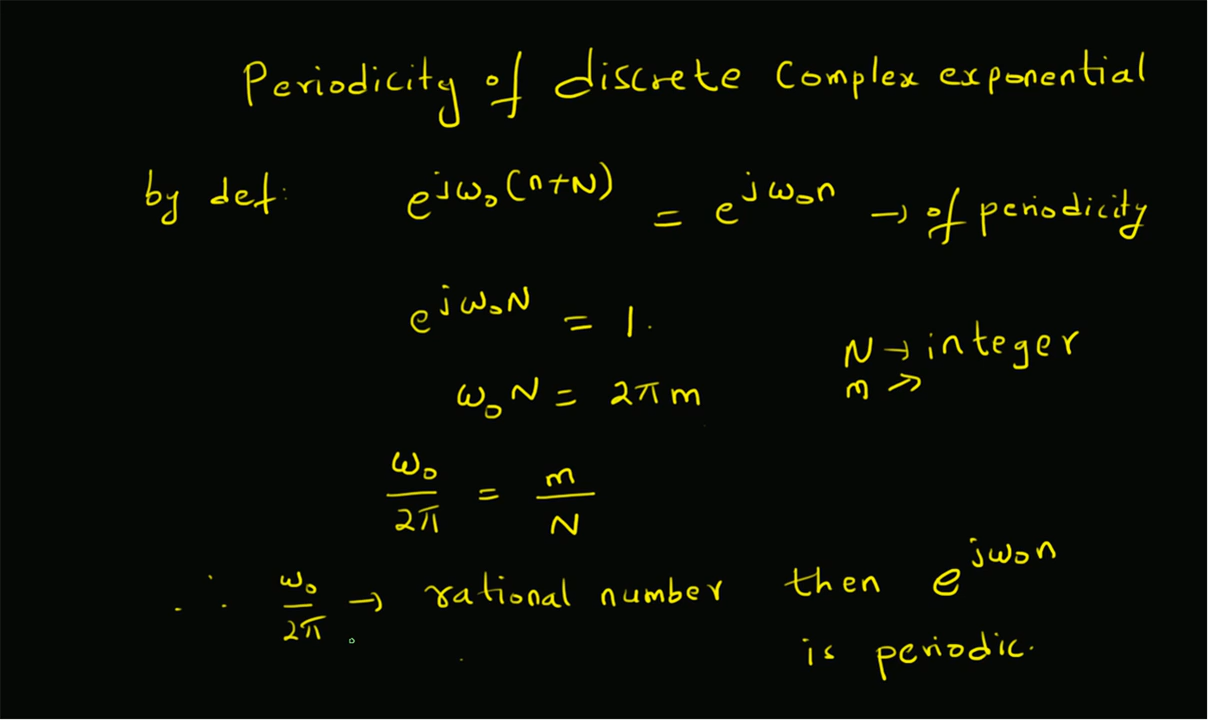 Periodicity of discrete Complex exponential
by def: e^{jω₀(n+N)} = e^{jω₀n} → of periodicity
e^{jω₀N} = 1.
N → integer
ω₀N = 2πm
m →
ω₀/2π = m/N
∴ ω₀/2π → rational number then e^{jω₀n}
is periodic.